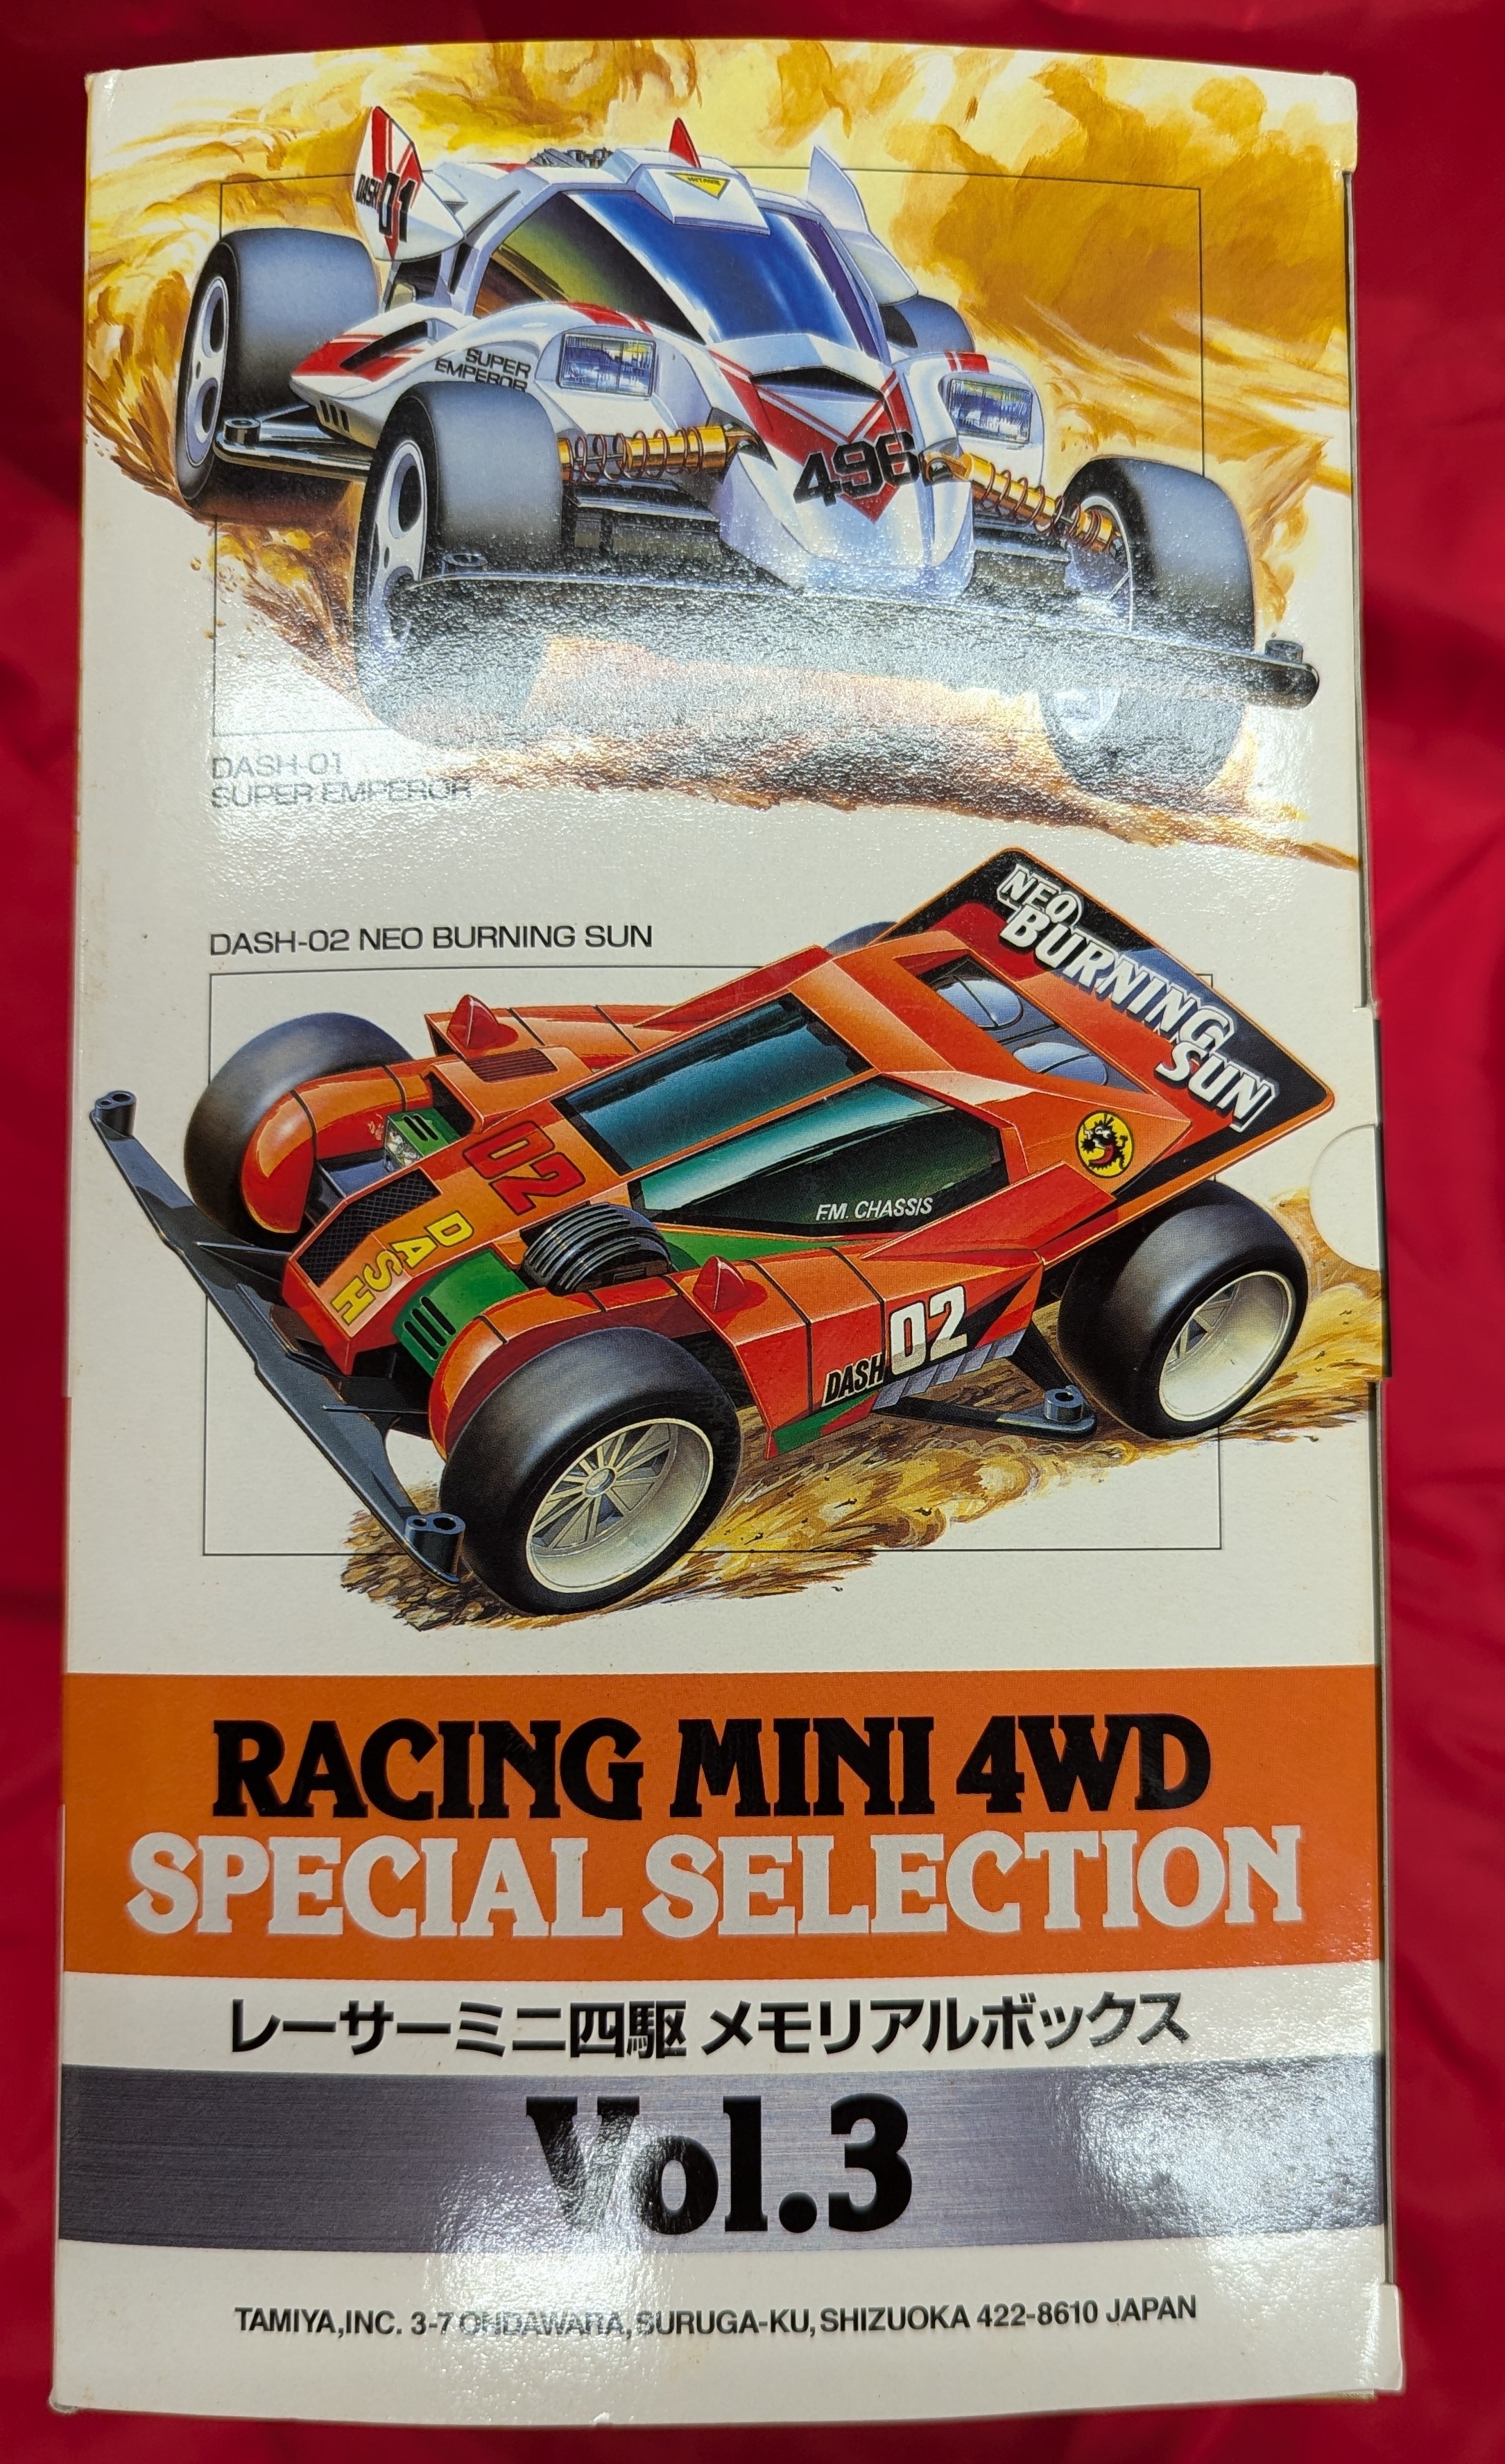 DASH
01
SUPER
EMPEROR
496
DASH-01
SUPER EMPEROR
DASH-02 NEO BURNING SUN
NEO
BURNING
SUN
02
DASH
F.M. CHASSIS
DASH 02
RACING MINI 4WD
SPECIAL SELECTION
レーサーミニ四駆 メモリアルボックス
Vol.3
TAMIYA,INC. 3-7 ONDAWARA, SURUGA-KU, SHIZUOKA 422-8610 JAPAN